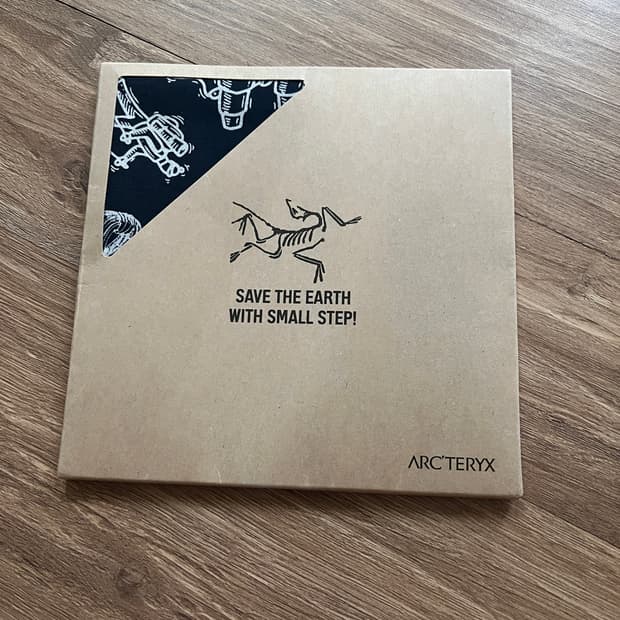 SAVE THE EARTH
WITH SMALL STEP!
ARC'TERYX